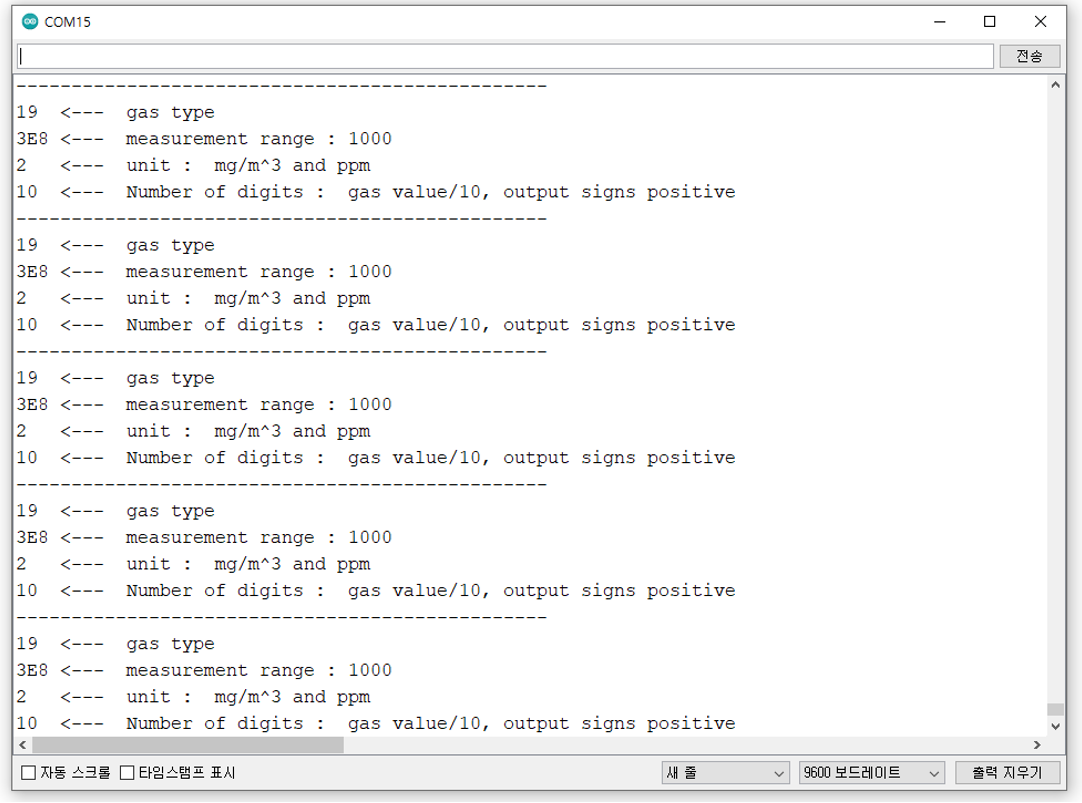 COM15
전송
------------------------------------------------
19  <---  gas type
3E8 <---  measurement range : 1000
2   <---  unit :  mg/m^3 and ppm
10  <---  Number of digits :  gas value/10, output signs positive
------------------------------------------------
19  <---  gas type
3E8 <---  measurement range : 1000
2   <---  unit :  mg/m^3 and ppm
10  <---  Number of digits :  gas value/10, output signs positive
------------------------------------------------
19  <---  gas type
3E8 <---  measurement range : 1000
2   <---  unit :  mg/m^3 and ppm
10  <---  Number of digits :  gas value/10, output signs positive
------------------------------------------------
19  <---  gas type
3E8 <---  measurement range : 1000
2   <---  unit :  mg/m^3 and ppm
10  <---  Number of digits :  gas value/10, output signs positive
------------------------------------------------
19  <---  gas type
3E8 <---  measurement range : 1000
2   <---  unit :  mg/m^3 and ppm
10  <---  Number of digits :  gas value/10, output signs positive
자동 스크롤 타임스탬프 표시 새 줄 9600 보드레이트 출력 지우기